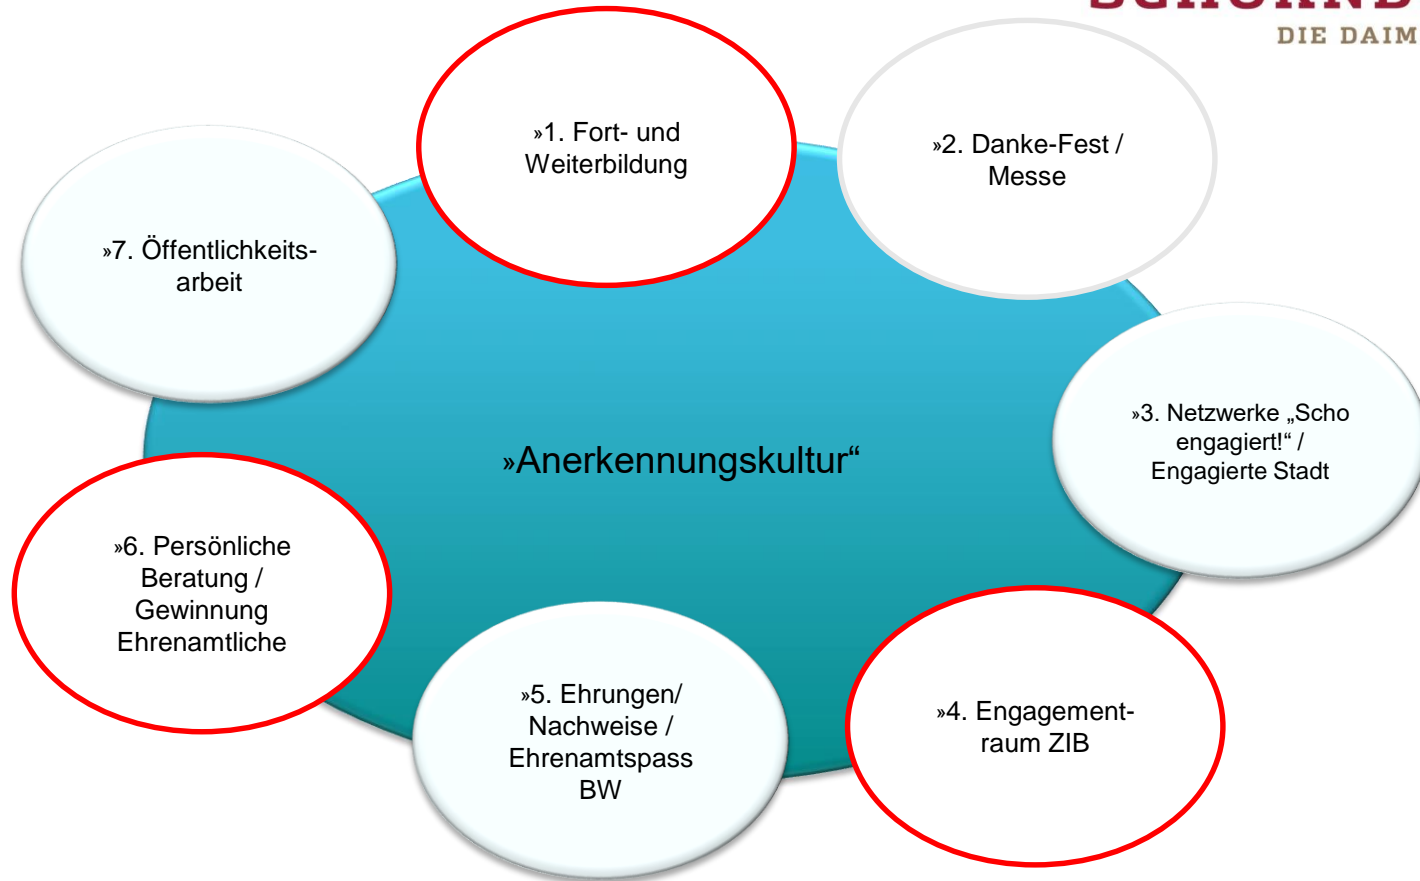 DIE DAIM
»1. Fort- und
Weiterbildung
»2. Danke-Fest /
Messe
»7. Öffentlichkeits-
arbeit
»3. Netzwerke „Scho
engagiert!“ /
Engagierte Stadt
»Anerkennungskultur“
»6. Persönliche
Beratung /
Gewinnung
Ehrenamtliche
»5. Ehrungen/
Nachweise /
Ehrenamtspass
BW
»4. Engagement-
raum ZIB